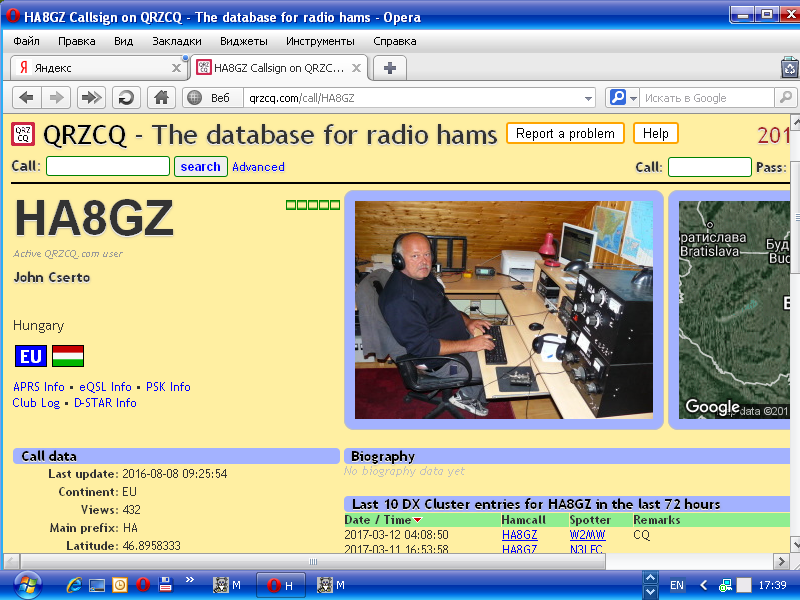 HA8GZ Callsign on QRZCQ - The database for radio hams - Opera
Файл Правка Вид Закладки Виджеты Инструменты Справка
Яндекс
HA8GZ Callsign on QRZC...
Веб qrzcq.com/call/HA8GZ Искать в Google
QRZ CQ QRZCQ - The database for radio hams Report a problem Help 201
Call: search Advanced Call: Pass:
HA8GZ
Active QRZCQ.com user
John Cserto
Hungary
EU
APRS Info • eQSL Info • PSK Info
Club Log • D-STAR Info
Братислава
Bratislava
Буд
Buc
Google
data ©201
Call data
Last update: 2016-08-08 09:25:54
Continent: EU
Views: 432
Main prefix: HA
Latitude: 46.8958333
Biography
No biography data yet
Last 10 DX Cluster entries for HA8GZ in the last 72 hours
Date / Time Hamcall Spotter Remarks
2017-03-12 04:08:50 HA8GZ W2MW CQ
2017-03-11 16:53:58 HA8GZ
» M H M EN 17:39